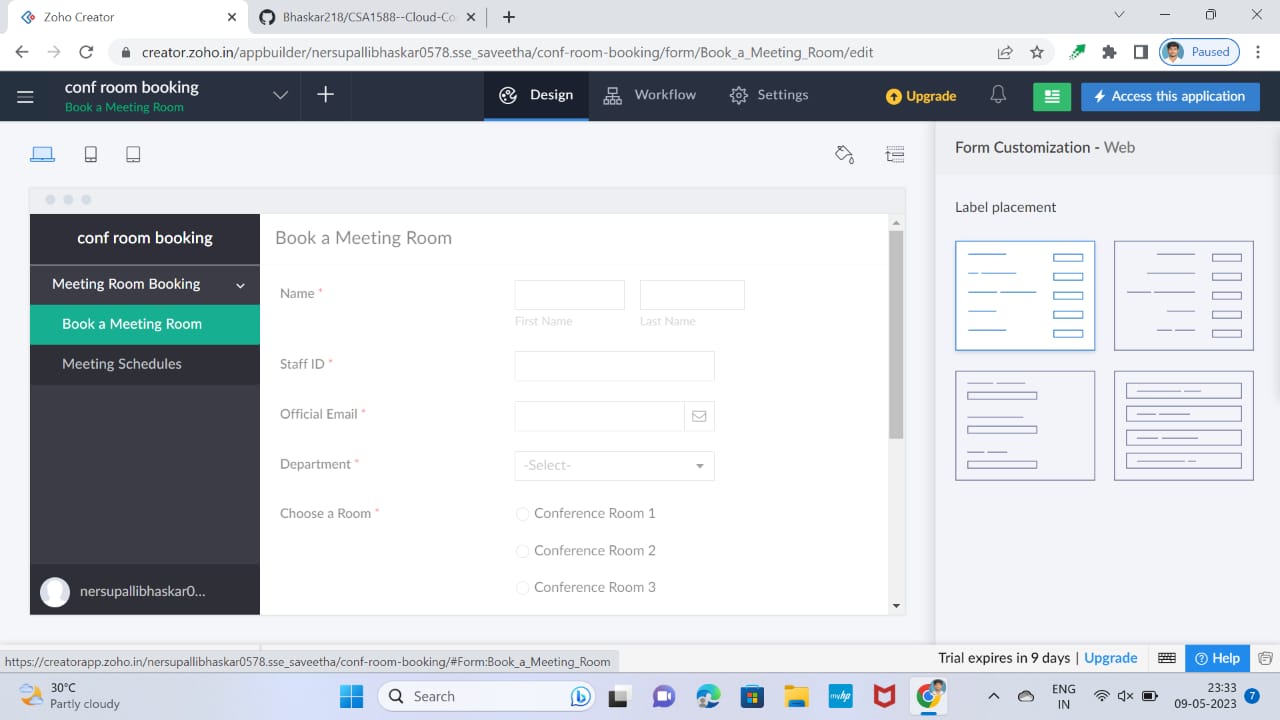 Zoho Creator
Bhaskar218/CSA1588--Cloud-Co
creator.zoho.in/appbuilder/nersupallibhaskar0578.sse_saveetha/conf-room-booking/form/Book_a_Meeting_Room/edit
Paused
conf room booking
Book a Meeting Room
Design
Workflow
Settings
Upgrade
Access this application
Form Customization - Web
Label placement
conf room booking
Meeting Room Booking
Book a Meeting Room
Meeting Schedules
nersupallibhaskar0...
Book a Meeting Room
Name *
First Name
Last Name
Staff ID *
Official Email *
Department *
-Select-
Choose a Room *
Conference Room 1
Conference Room 2
Conference Room 3
https://creatorapp.zoho.in/nersupallibhaskar0578.sse_saveetha/conf-room-booking/#Form:Book_a_Meeting_Room
Trial expires in 9 days | Upgrade
Help
30°C
Partly cloudy
Search
myhp
ENG
IN
23:33
09-05-2023
7